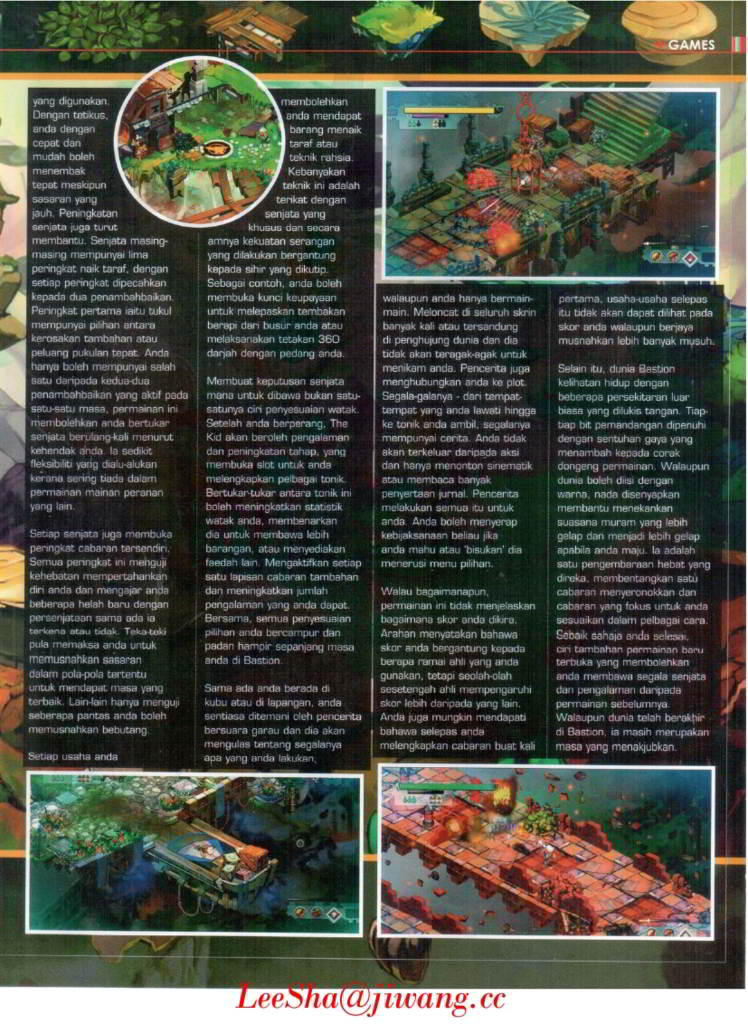 GAMES
yang digunakan.
Dengan tetikus,
anda dengan
cepat dan
mudah boleh
menembak
tepat meskipun
sasaran yang
jauh. Peningkatan
senjata juga turut
membantu. Senjata masing-
masing mempunyai lima
peringkat naik taraf, dengan
setiap peringkat dipecahkan
kepada dua penambahbaikan.
Peringkat pertama iaitu tukul
mempunyai pilihan antara
kerosakan tambahan atau
peluang pukulan tepat. Anda
hanya boleh mempunyai salah
satu daripada kedua-dua
penambahbaikan yang aktif pada
satu-satu masa, permainan ini
membolehkan anda bertukar
senjata berulang-kali menurut
kehendak anda. Ia sedikit
fleksibiliti yang dialu-alukan
kerana sering tiada dalam
permainan mainan peranan
yang lain.
Setiap senjata juga membuka
peringkat cabaran tersendiri.
Semua peringkat ini menguji
kehebatan mempertahankan
diri anda dan mengajar anda
beberapa helah baru dengan
persenjataan sama ada ia
terkena atau tidak. Teka-teki
pula memaksa anda untuk
memusnahkan sasaran
dalam pola-pola tertentu
untuk mendapat masa yang
terbaik. Lain-lain hanya menguji
seberapa pantas anda boleh
memusnahkan bebutang.
Setiap usaha anda
membolehkan
anda mendapat
barang menaik
taraf atau
teknik rahsia.
Kebanyakan
teknik ini adalah
terikat dengan
senjata yang
khusus dan secara
amnya kekuatan serangan
yang dilakukan bergantung
kepada sihir yang dikutip.
Sebagai contoh, anda boleh
membuka kunci keupayaan
untuk melepaskan tembakan
berapi dari busur anda atau
melaksanakan tetakan 360
darjah dengan pedang anda.
Membuat keputusan senjata
mana untuk dibawa bukan satu-
satunya ciri penyesuaian watak.
Setelah anda berperang, The
Kid akan beroleh pengalaman
dan peningkatan tahap, yang
membuka slot untuk anda
melengkapkan pelbagai tonik.
Bertukar-tukar antara tonik ini
boleh meningkatkan statistik
watak anda, membenarkan
dia untuk membawa lebih
barangan, atau menyediakan
faedah lain. Mengaktifkan setiap
satu lapisan cabaran tambahan
dan meningkatkan jumlah
pengalaman yang anda dapat.
Bersama, semua penyesuaian
pilihan anda bercampur dan
padan hampir sepanjang masa
anda di Bastion.
Sama ada anda berada di
kubu atau di lapangan, anda
sentiasa ditemani oleh pencerita
bersuara garau dan dia akan
mengulas tentang segalanya
apa yang anda lakukan,
walaupun anda hanya bermain-
main. Meloncat di seluruh skrin
banyak kali atau tersandung
di penghujung dunia dan dia
tidak akan teragak-agak untuk
menikam anda. Pencerita juga
menghubungkan anda ke plot.
Segala-galanya - dari tempat-
tempat yang anda lawati hingga
ke tonik anda ambil, segalanya
mempunyai cerita. Anda tidak
akan terkeluar daripada aksi
dan hanya menonton sinematik
atau membaca banyak
penyertaan jurnal. Pencerita
melakukan semua itu untuk
anda. Anda boleh menyerap
kebijaksanaan beliau jika
anda mahu atau 'bisukan' dia
menerusi menu pilihan.
Walau bagaimanapun,
permainan ini tidak menjelaskan
bagaimana skor anda dikira.
Arahan menyatakan bahawa
skor anda bergantung kepada
berapa ramai ahli yang anda
gunakan, tetapi seolah-olah
sesetengah ahli mempengaruhi
skor lebih daripada yang lain.
Anda juga mungkin mendapati
bahawa selepas anda
melengkapkan cabaran buat kali
pertama, usaha-usaha selepas
itu tidak akan dapat dilihat pada
skor anda walaupun berjaya
musnahkan lebih banyak musuh.
Selain itu, dunia Bastion
kelihatan hidup dengan
beberapa persekitaran luar
biasa yang dilukis tangan. Tiap-
tiap bit pemandangan dipenuhi
dengan sentuhan gaya yang
menambah kepada corak
dongeng permainan. Walaupun
dunia boleh diisi dengan
warna, nada disenyapkan
membantu menekankan
suasana muram yang lebih
gelap dan menjadi lebih gelap
apabila anda maju. Ia adalah
satu pengembaraan hebat yang
direka, membentangkan satu
cabaran menyeronokkan dan
cabaran yang fokus untuk anda
sesuaikan dalam pelbagai cara.
Sebaik sahaja anda selesai,
ciri tambahan permainan baru
terbuka yang membolehkan
anda membawa segala senjata
dan pengalaman daripada
permainan sebelumnya.
Walaupun dunia telah berakhir
di Bastion, ia masih merupakan
masa yang menakjubkan.
LeeSha@jiwang.cc